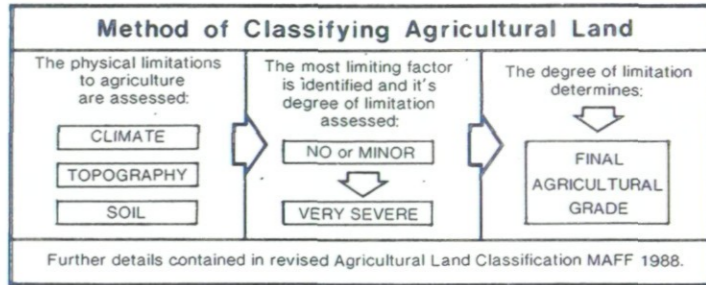 Method of Classifying Agricultural Land
The physical limitations
to agriculture
are assessed:
CLIMATE
TOPOGRAPHY
SOIL
The most limiting factor
is identified and it's
degree of limitation
assessed:
NO or MINOR
VERY SEVERE
The degree of limitation
determines:
FINAL
AGRICULTURAL
GRADE
Further details contained in revised Agricultural Land Classification MAFF 1988.